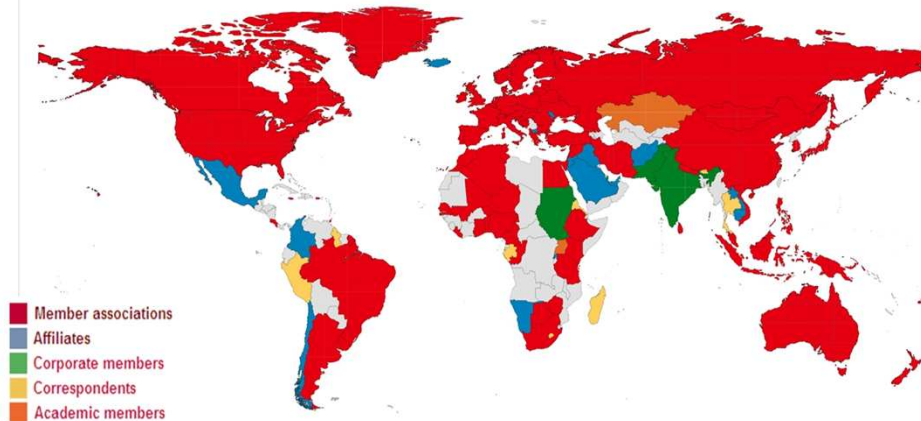 Member associations
Affiliates
Corporate members
Correspondents
Academic members